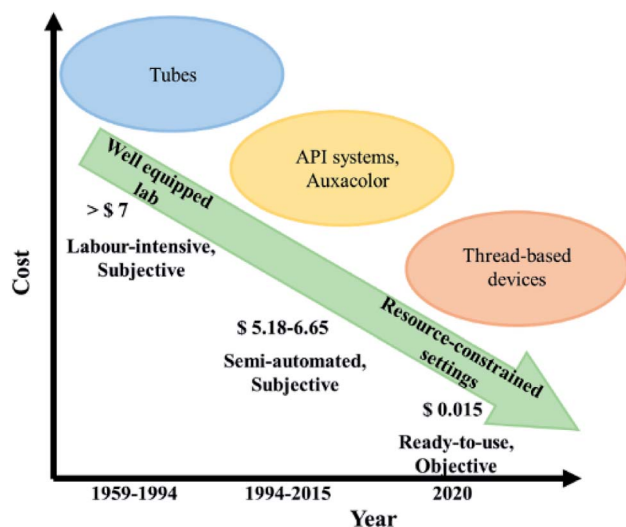 Tubes
API systems,
Auxacolor
Thread-based
devices
Well equipped
lab
Resource-constrained
settings
> $ 7
Labour-intensive,
Subjective
$ 5.18-6.65
Semi-automated,
Subjective
$ 0.015
Ready-to-use,
Objective
Cost
1959-1994
1994-2015
2020
Year